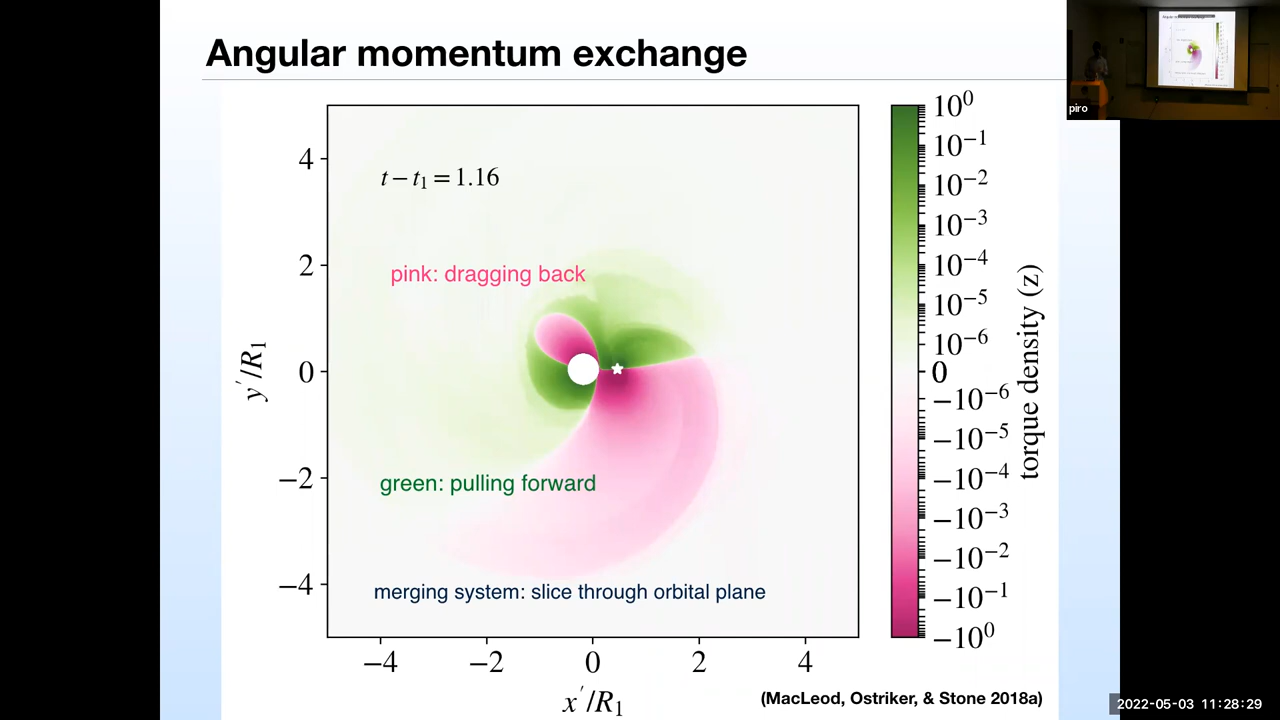 Angular momentum exchange
piro
t − t₁ = 1.16
pink: dragging back
green: pulling forward
merging system: slice through orbital plane
4
2
0
−2
−4
y′/R₁
−4
−2
0
2
4
x′/R₁
10⁰
10⁻¹
10⁻²
10⁻³
10⁻⁴
10⁻⁵
10⁻⁶
0
−10⁻⁶
−10⁻⁵
−10⁻⁴
−10⁻³
−10⁻²
−10⁻¹
−10⁰
torque density (z)
(MacLeod, Ostriker, & Stone 2018a)
2022-05-03 11:28:29